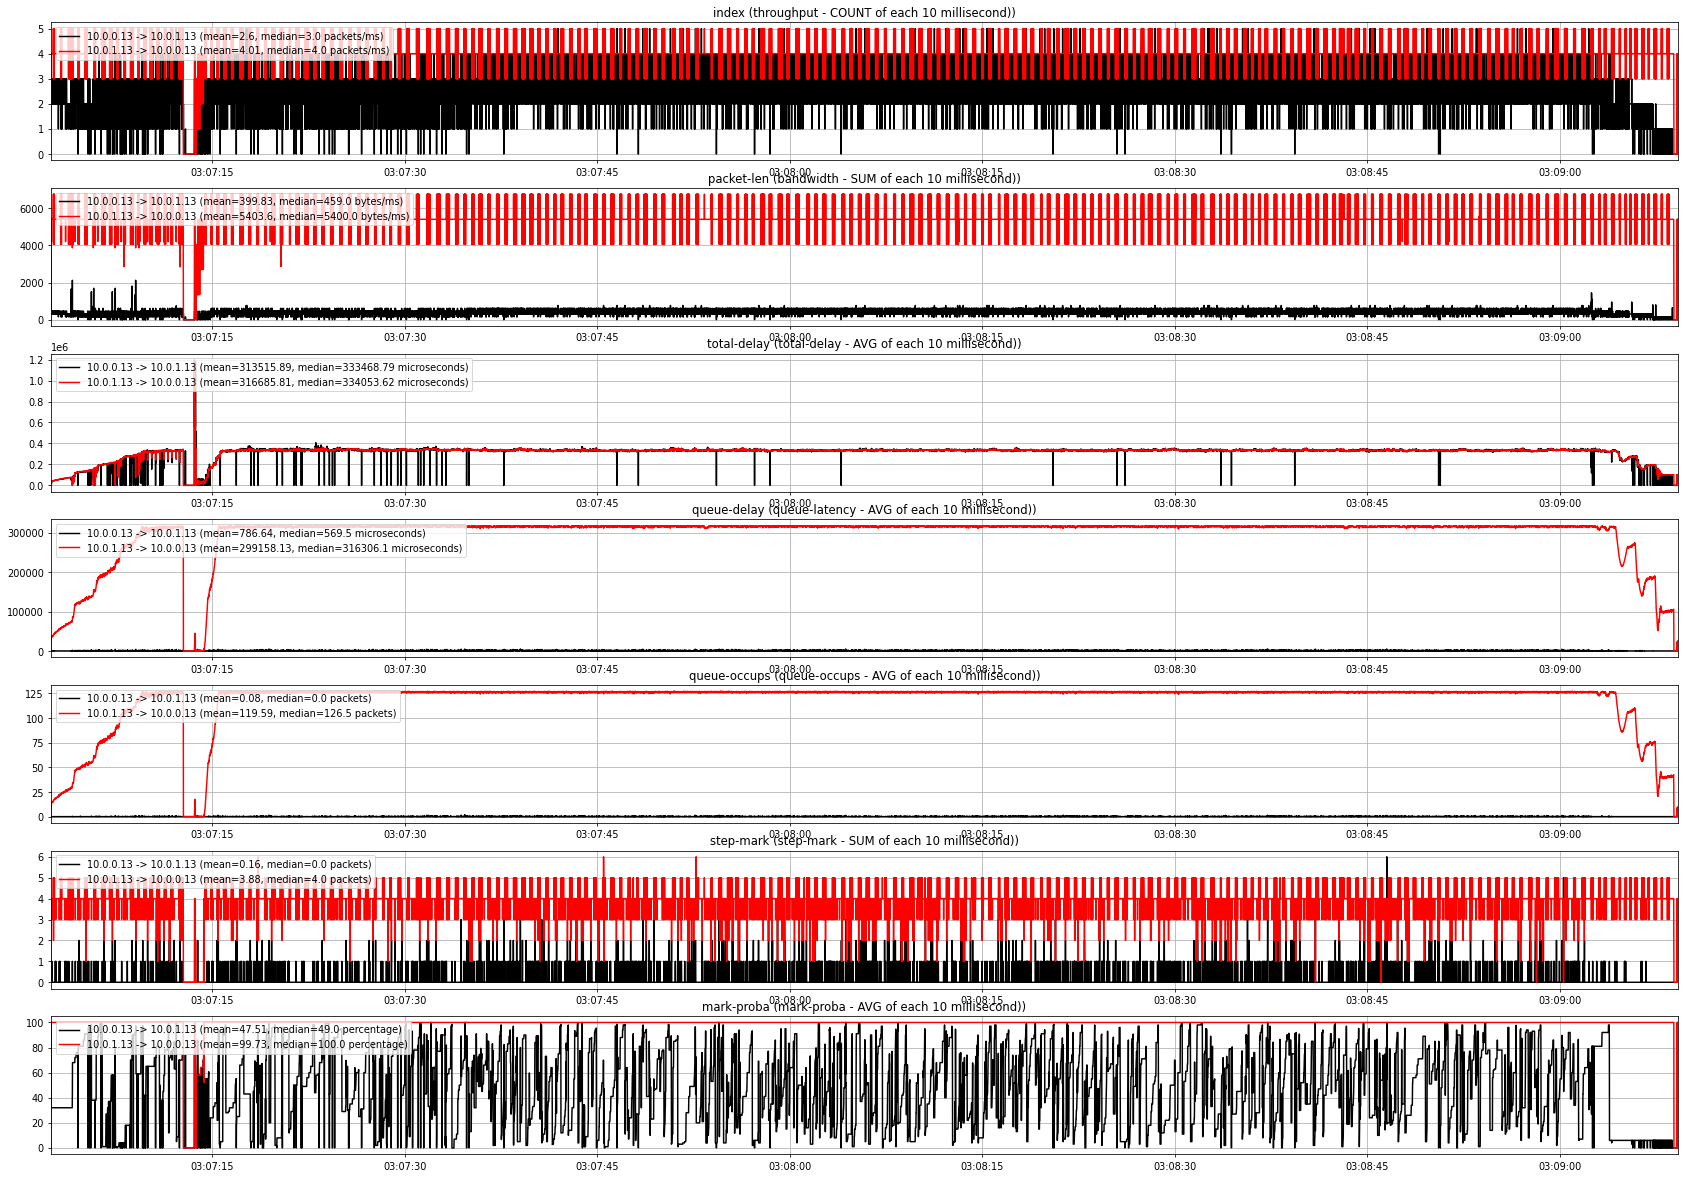 index (throughput - COUNT of each 10 millisecond))
10.0.0.13 -> 10.0.1.13 (mean=2.6, median=3.0 packets/ms)
10.0.1.13 -> 10.0.0.13 (mean=4.01, median=4.0 packets/ms)
5
4
3
2
1
0
03:07:15 03:07:30 03:07:45 03:08:00 03:08:15 03:08:30 03:08:45 03:09:00
packet-len (bandwidth - SUM of each 10 millisecond))
10.0.0.13 -> 10.0.1.13 (mean=399.83, median=459.0 bytes/ms)
10.0.1.13 -> 10.0.0.13 (mean=5403.6, median=5400.0 bytes/ms)
6000
4000
2000
0
03:07:15 03:07:30 03:07:45 03:08:00 03:08:15 03:08:30 03:08:45 03:09:00
1e6
total-delay (total-delay - AVG of each 10 millisecond))
10.0.0.13 -> 10.0.1.13 (mean=313515.89, median=333468.79 microseconds)
10.0.1.13 -> 10.0.0.13 (mean=316685.81, median=334053.62 microseconds)
1.2
1.0
0.8
0.6
0.4
0.2
0.0
03:07:15 03:07:30 03:07:45 03:08:00 03:08:15 03:08:30 03:08:45 03:09:00
queue-delay (queue-latency - AVG of each 10 millisecond))
10.0.0.13 -> 10.0.1.13 (mean=786.64, median=569.5 microseconds)
10.0.1.13 -> 10.0.0.13 (mean=299158.13, median=316306.1 microseconds)
300000
200000
100000
0
03:07:15 03:07:30 03:07:45 03:08:00 03:08:15 03:08:30 03:08:45 03:09:00
queue-occups (queue-occups - AVG of each 10 millisecond))
10.0.0.13 -> 10.0.1.13 (mean=0.08, median=0.0 packets)
10.0.1.13 -> 10.0.0.13 (mean=119.59, median=126.5 packets)
125
100
75
50
25
0
03:07:15 03:07:30 03:07:45 03:08:00 03:08:15 03:08:30 03:08:45 03:09:00
step-mark (step-mark - SUM of each 10 millisecond))
10.0.0.13 -> 10.0.1.13 (mean=0.16, median=0.0 packets)
10.0.1.13 -> 10.0.0.13 (mean=3.88, median=4.0 packets)
6
5
4
3
2
1
0
03:07:15 03:07:30 03:07:45 03:08:00 03:08:15 03:08:30 03:08:45 03:09:00
mark-proba (mark-proba - AVG of each 10 millisecond))
10.0.0.13 -> 10.0.1.13 (mean=47.51, median=49.0 percentage)
10.0.1.13 -> 10.0.0.13 (mean=99.73, median=100.0 percentage)
100
80
60
40
20
0
03:07:15 03:07:30 03:07:45 03:08:00 03:08:15 03:08:30 03:08:45 03:09:00